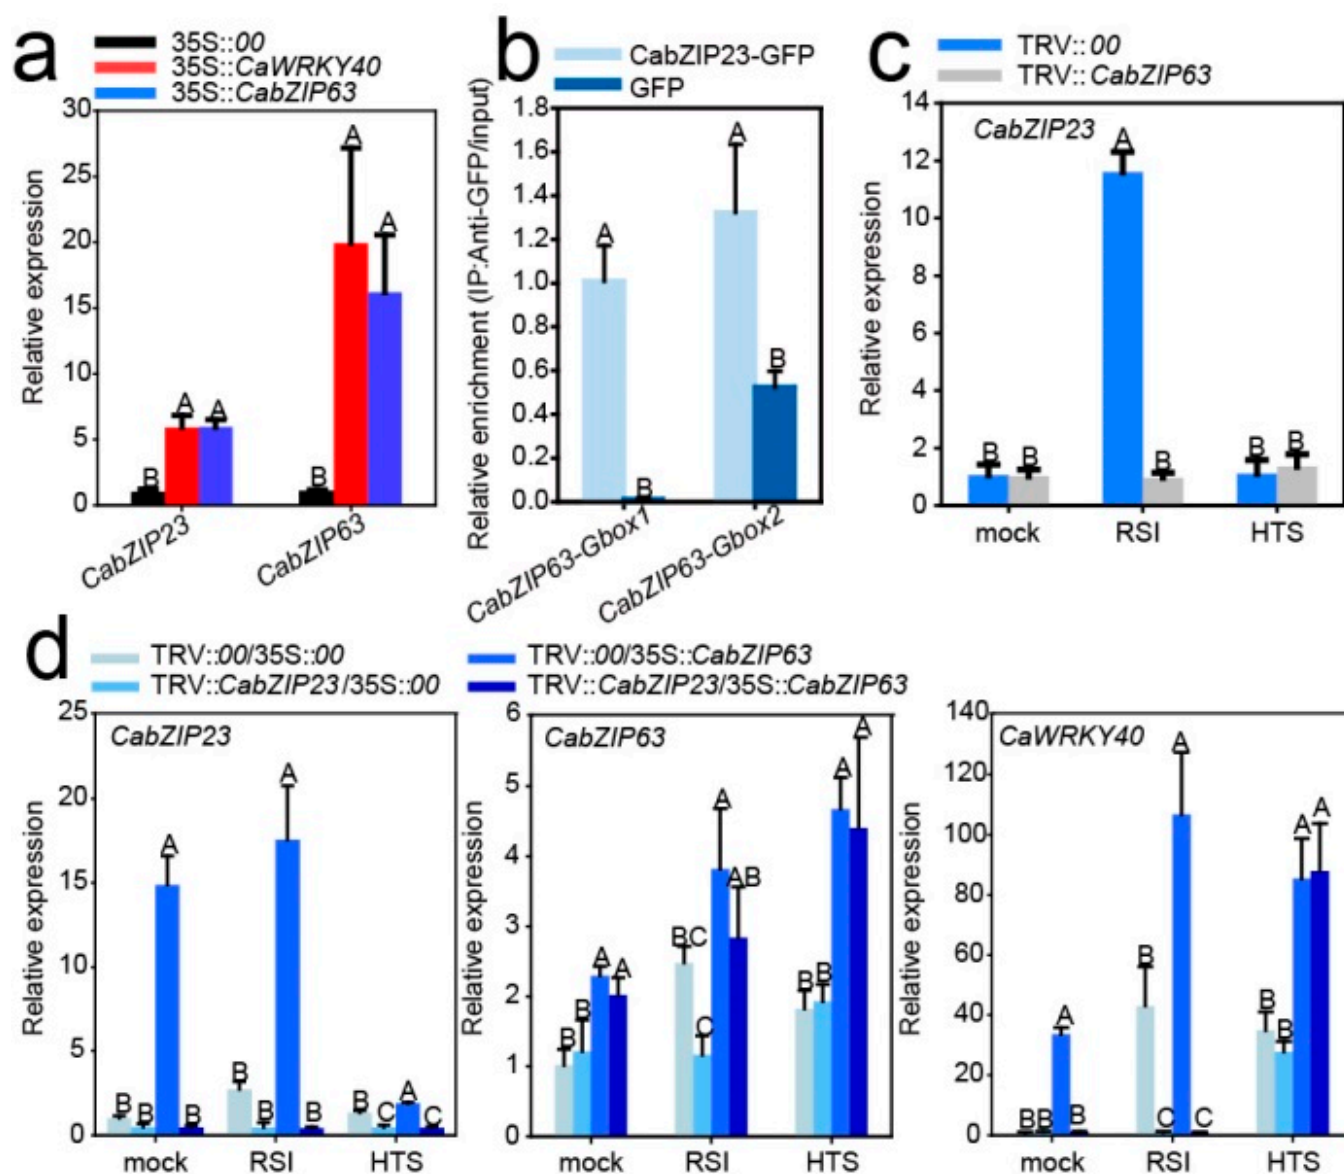 a
35S::00
35S::CaWRKY40
35S::CabZIP63
Relative expression
30
25
20
15
10
5
0
B A A
B A A
CabZIP23
CabZIP63
b
CabZIP23-GFP
GFP
Relative enrichment (IP:Anti-GFP/input)
1.8
1.6
1.4
1.2
1.0
0.8
0.6
0.4
0.2
0.0
A B
A B
CabZIP63-Gbox1
CabZIP63-Gbox2
c
TRV::00
TRV::CabZIP63
CabZIP23
Relative expression
14
12
10
8
6
4
2
0
B B
A B
B B
mock RSI HTS
d
TRV::00/35S::00
TRV::CabZIP23/35S::00
TRV::00/35S::CabZIP63
TRV::CabZIP23/35S::CabZIP63
CabZIP23
Relative expression
25
20
15
10
5
0
B B A B
B B A B
B C A C
mock RSI HTS
CabZIP63
Relative expression
6
5
4
3
2
1
0
B B A A
BC C A AB
B B A A
mock RSI HTS
CaWRKY40
Relative expression
140
120
100
80
60
40
20
0
B B A B
B C A C
B B A A
mock RSI HTS